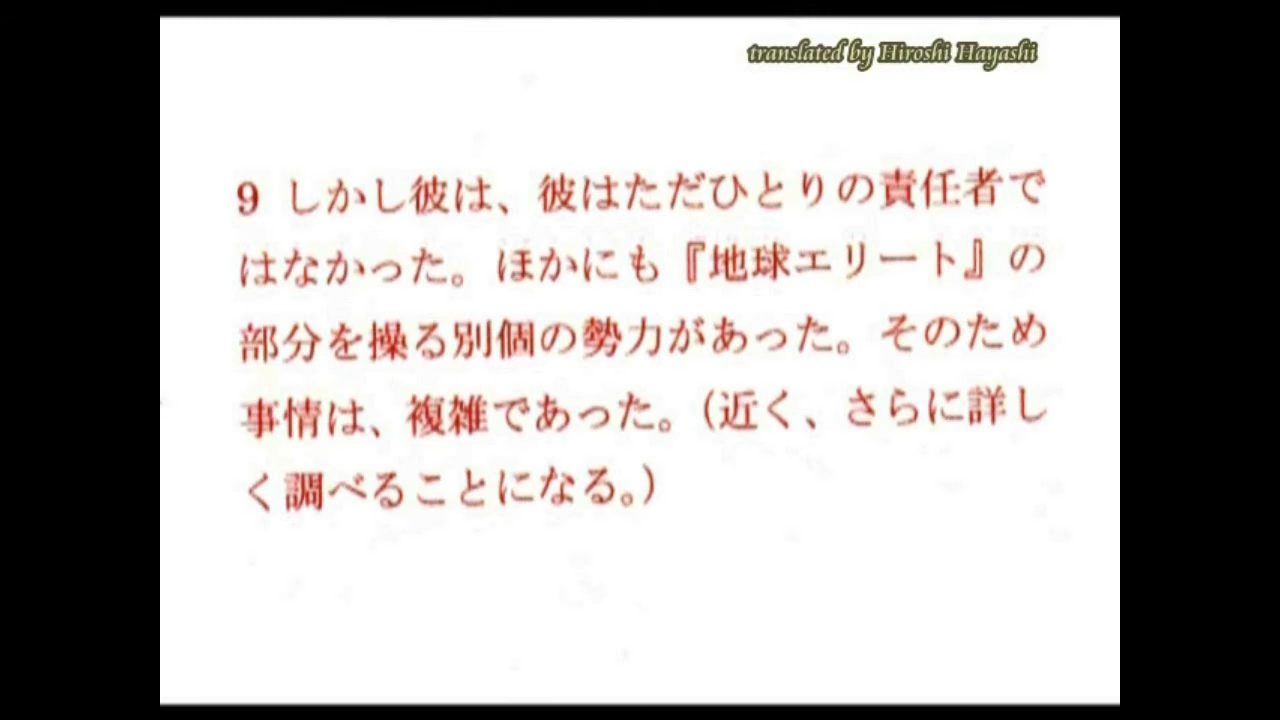 translated by Hiroshi Hayashi
9 しかし彼は、彼はただひとりの責任者で
はなかった。ほかにも『地球エリート』の
部分を操る別個の勢力があった。そのため
事情は、複雑であった。（近く、さらに詳し
く調べることになる。）